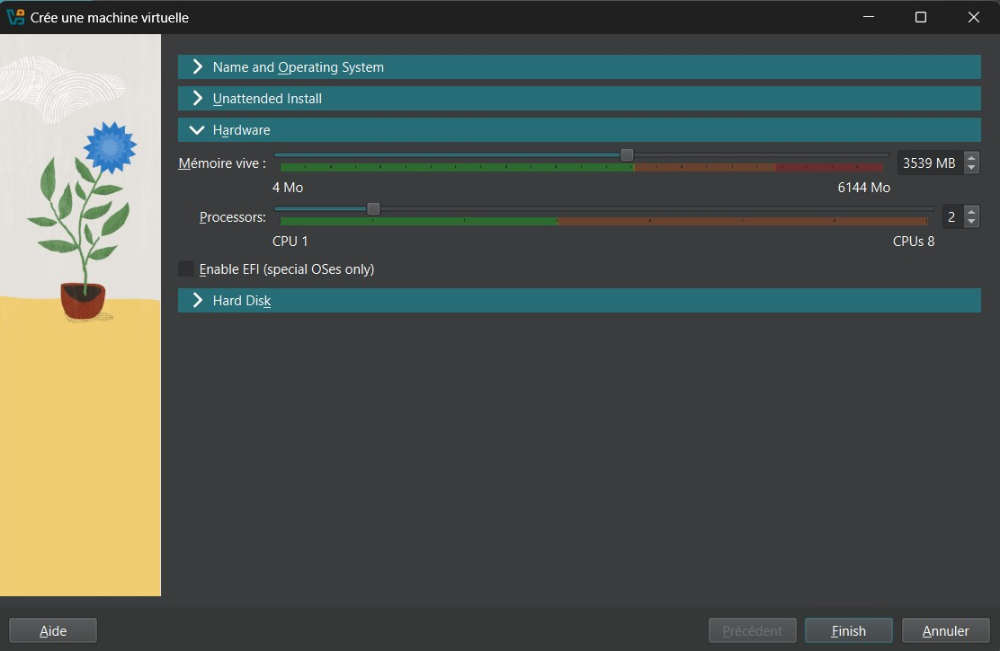 Crée une machine virtuelle
Name and Operating System
Unattended Install
Hardware
Mémoire vive : 3539 MB
4 Mo 6144 Mo
Processors: 2
CPU 1 CPUs 8
Enable EFI (special OSes only)
Hard Disk
Aide Précédent Finish Annuler